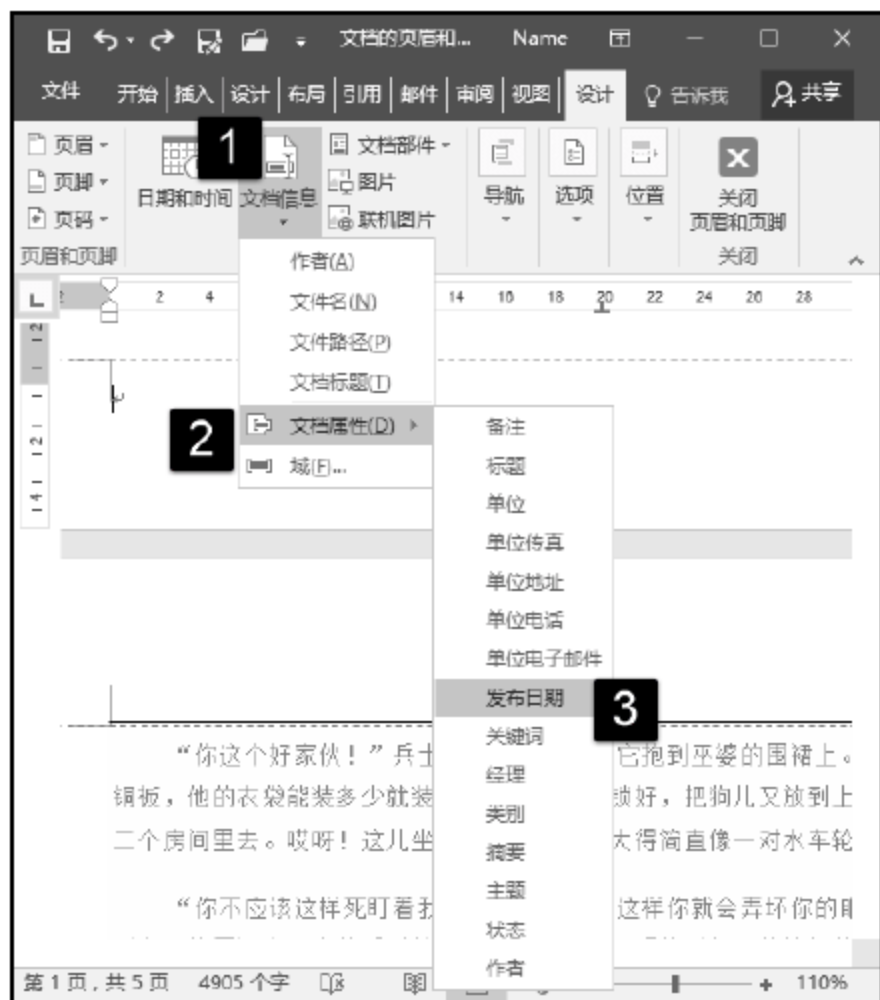 文档的页眉和... Name
文件 开始 插入 设计 布局 引用 邮件 审阅 视图 设计 告诉我 共享
1
页眉
页脚
页码
页眉和页脚
日期和时间
文档信息
文档部件
图片
联机图片
导航
选项
位置
关闭
页眉和页脚
关闭
作者(A)
文件名(N)
文件路径(P)
文档标题(T)
2
文档属性(D)
域(F)...
L 2 2 4 14 16 18 20 22 24 26 28
2
2
4
备注
标题
单位
单位传真
单位地址
单位电话
单位电子邮件
发布日期
3
关键词
经理
类别
摘要
主题
状态
作者
“你这个好家伙！”兵士 它抱到巫婆的围裙上。
铜板，他的衣袋能装多少就装 锁好，把狗儿又放到上
二个房间里去。哎呀！这儿坐 大得简直像一对水车轮
“你不应该这样死盯着我 这样你就会弄坏你的眼
第 1 页，共 5 页 4905 个字 110%